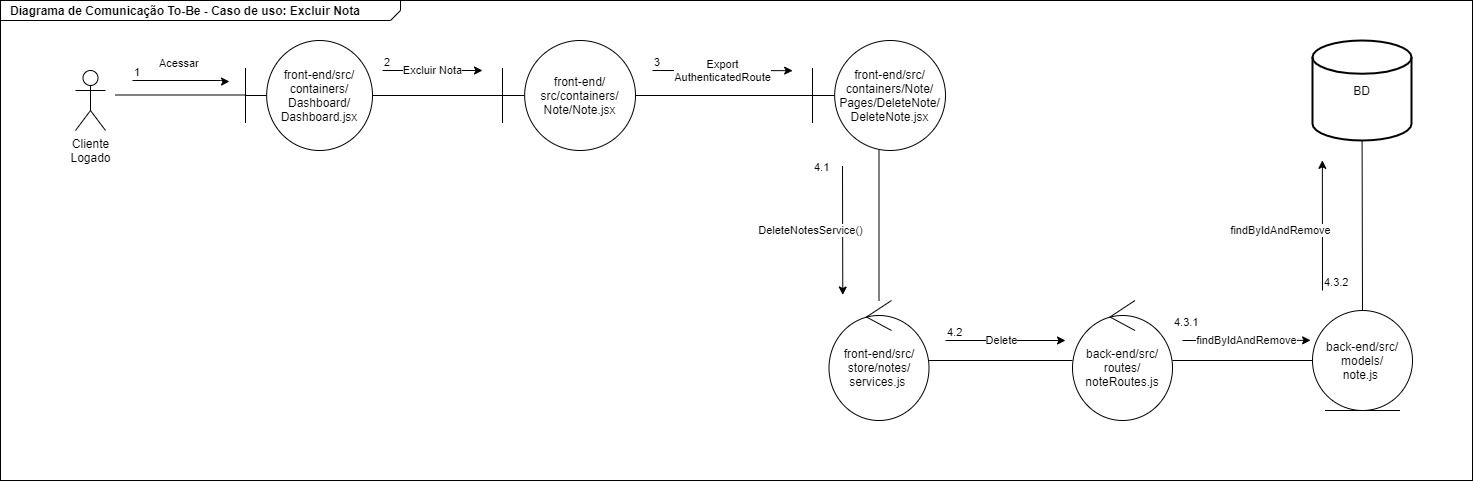 Diagrama de Comunicação To-Be - Caso de uso: Excluir Nota
Cliente
Logado
1
Acessar
front-end/src/
containers/
Dashboard/
Dashboard.jsx
2
Excluir Nota
front-end/
src/containers/
Note/Note.jsx
3
Export
AuthenticatedRoute
front-end/src/
containers/Note/
Pages/DeleteNote/
DeleteNote.jsx
4.1
DeleteNotesService()
front-end/src/
store/notes/
services.js
4.2
Delete
back-end/src/
routes/
noteRoutes.js
4.3.1
findByIdAndRemove
back-end/src/
models/
note.js
4.3.2
findByIdAndRemove
BD